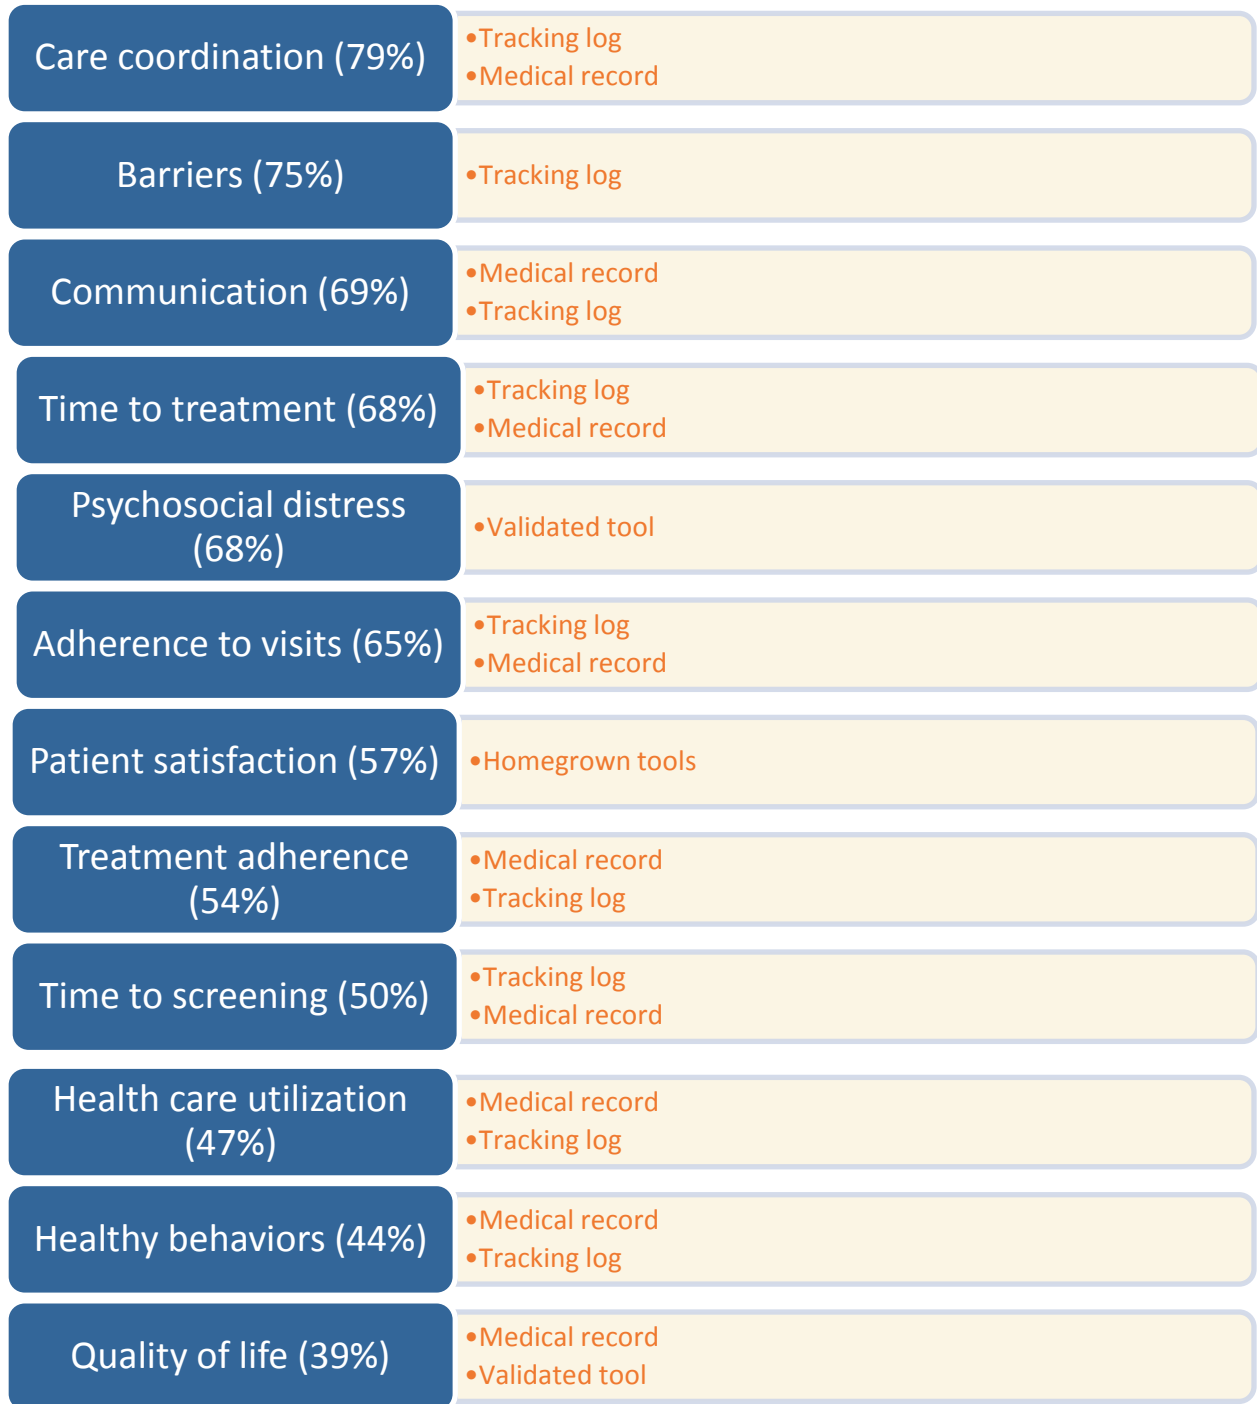 Care coordination (79%)
•Tracking log
•Medical record
Barriers (75%)
•Tracking log
Communication (69%)
•Medical record
•Tracking log
Time to treatment (68%)
•Tracking log
•Medical record
Psychosocial distress
(68%)
•Validated tool
Adherence to visits (65%)
•Tracking log
•Medical record
Patient satisfaction (57%)
•Homegrown tools
Treatment adherence
(54%)
•Medical record
•Tracking log
Time to screening (50%)
•Tracking log
•Medical record
Health care utilization
(47%)
•Medical record
•Tracking log
Healthy behaviors (44%)
•Medical record
•Tracking log
Quality of life (39%)
•Medical record
•Validated tool